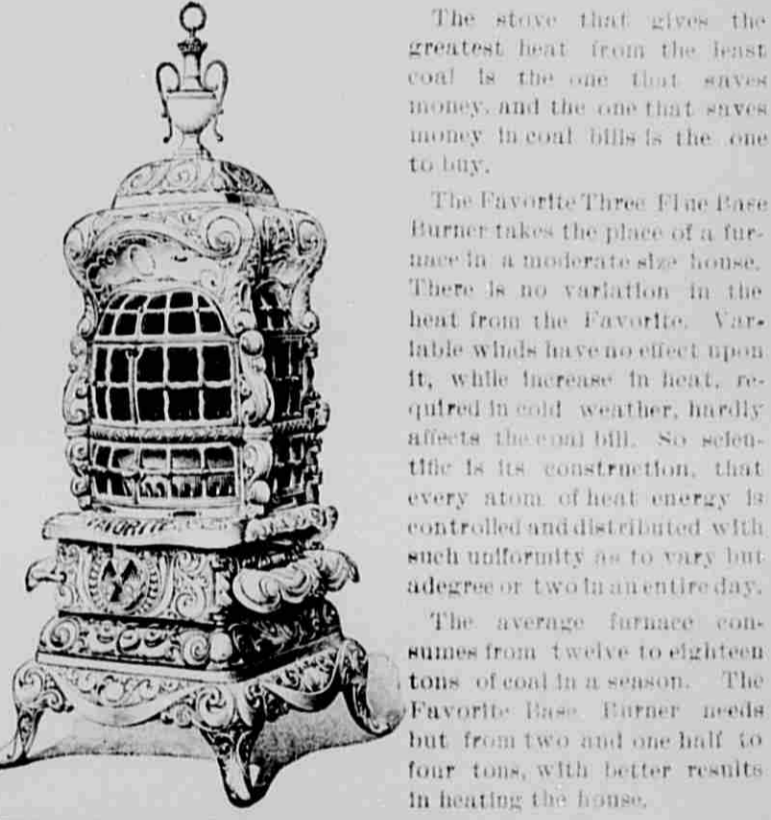 The stove that gives the
greatest heat from the least
coal is the one that saves
money, and the one that saves
money in coal bills is the one
to buy.
The Favorite Three Flue Base
Burner takes the place of a fur-
nace in a moderate size house.
There is no variation in the
heat from the Favorite. Var-
iable winds have no effect upon
it, while increase in heat, re-
quired in cold weather, hardly
affects the coal bill. So scien-
tific is its construction, that
every atom of heat energy is
controlled and distributed with
such uniformity as to vary but
a degree or two in an entire day.
The average furnace con-
sumes from twelve to eighteen
tons of coal in a season. The
Favorite Base Burner needs
but from two and one half to
four tons, with better results
in heating the house.
FAVORITE